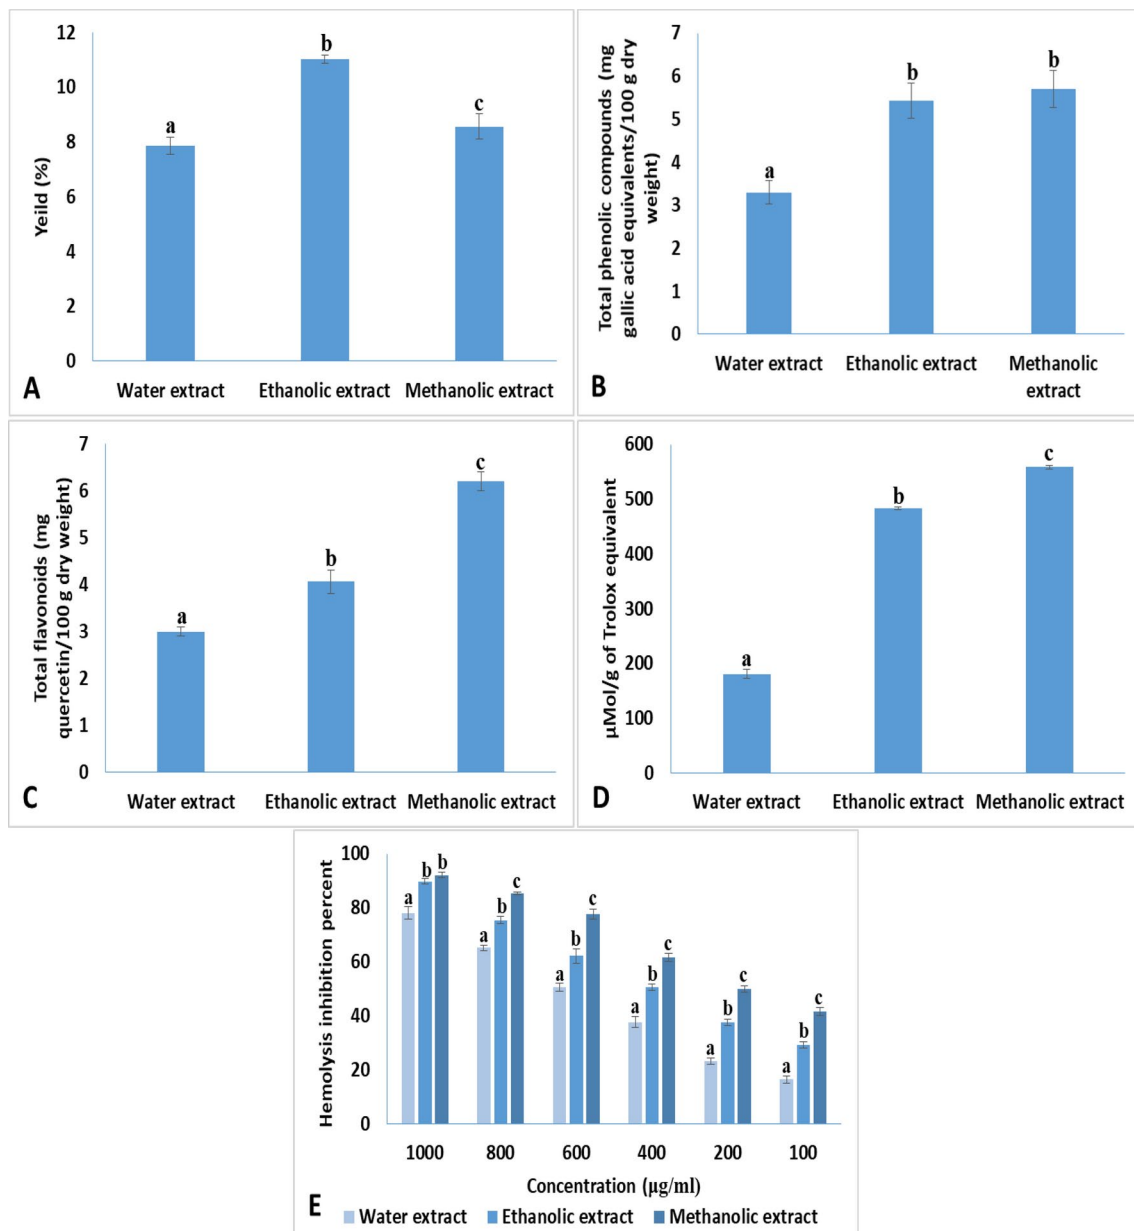 Yeild (%)
12
10
8
6
4
2
0
a
b
c
Water extract
Ethanolic extract
Methanolic extract
A
Total phenolic compounds (mg
gallic acid equivalents/100 g dry
weight)
7
6
5
4
3
2
1
0
a
b
b
Water extract
Ethanolic extract
Methanolic
extract
B
Total flavonoids (mg
quercetin/100 g dry weight)
7
6
5
4
3
2
1
0
a
b
c
Water extract
Ethanolic extract
Methanolic extract
C
µMol/g of Trolox equivalent
600
500
400
300
200
100
0
a
b
c
Water extract
Ethanolic extract
Methanolic extract
D
Hemolysis inhibition percent
100
80
60
40
20
0
a b b
a b c
a b c
a b c
a b c
a b c
1000 800 600 400 200 100
Concentration (µg/ml)
E
Water extract Ethanolic extract Methanolic extract